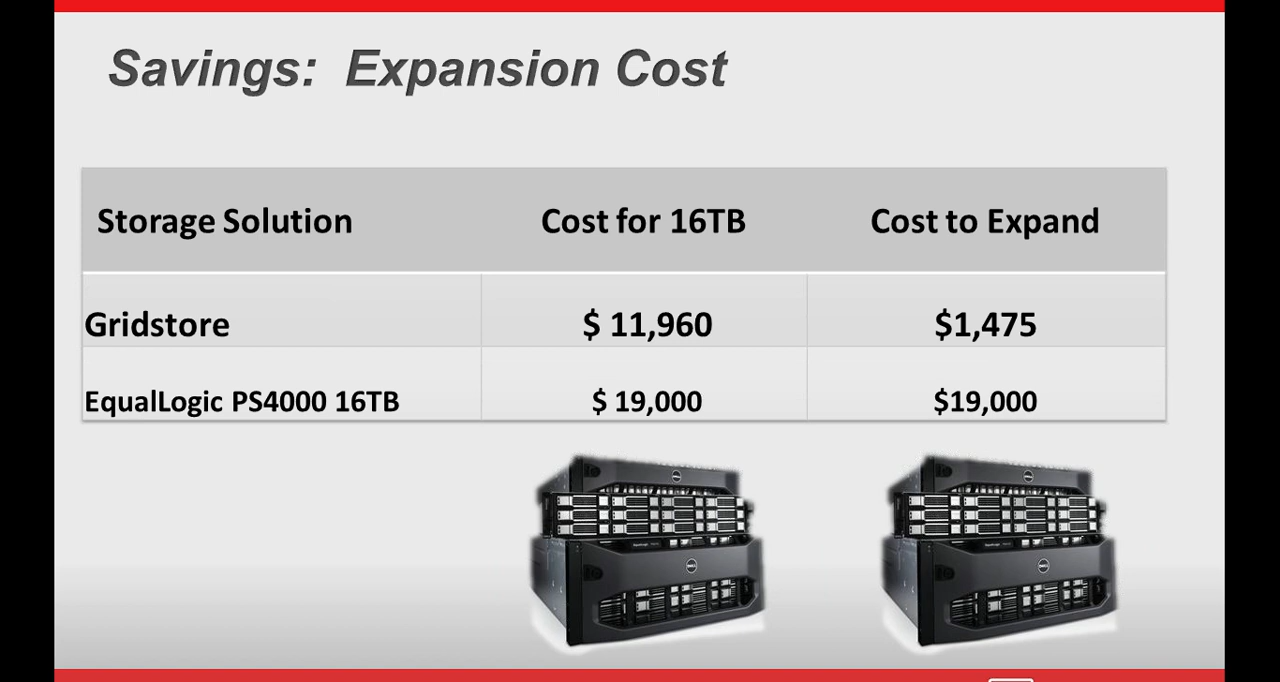 Savings: Expansion Cost
Storage Solution Cost for 16TB Cost to Expand
Gridstore $ 11,960 $1,475
EqualLogic PS4000 16TB $ 19,000 $19,000